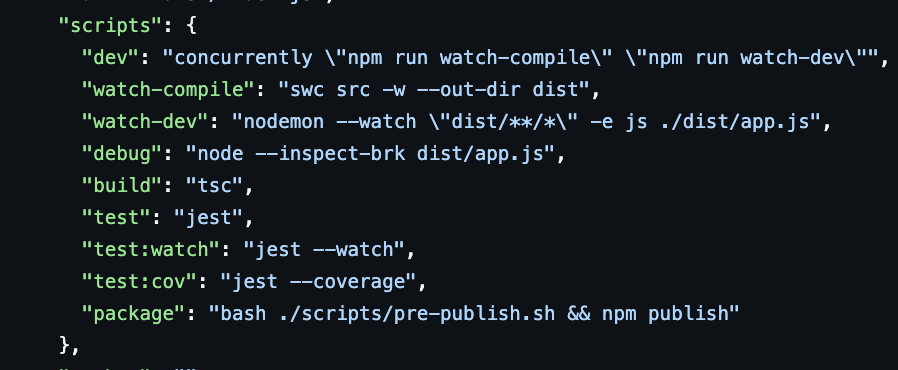 "scripts": {
"dev": "concurrently \"npm run watch-compile\" \"npm run watch-dev\"",
"watch-compile": "swc src -w --out-dir dist",
"watch-dev": "nodemon --watch \"dist/**/*\" -e js ./dist/app.js",
"debug": "node --inspect-brk dist/app.js",
"build": "tsc",
"test": "jest",
"test:watch": "jest --watch",
"test:cov": "jest --coverage",
"package": "bash ./scripts/pre-publish.sh && npm publish"
},